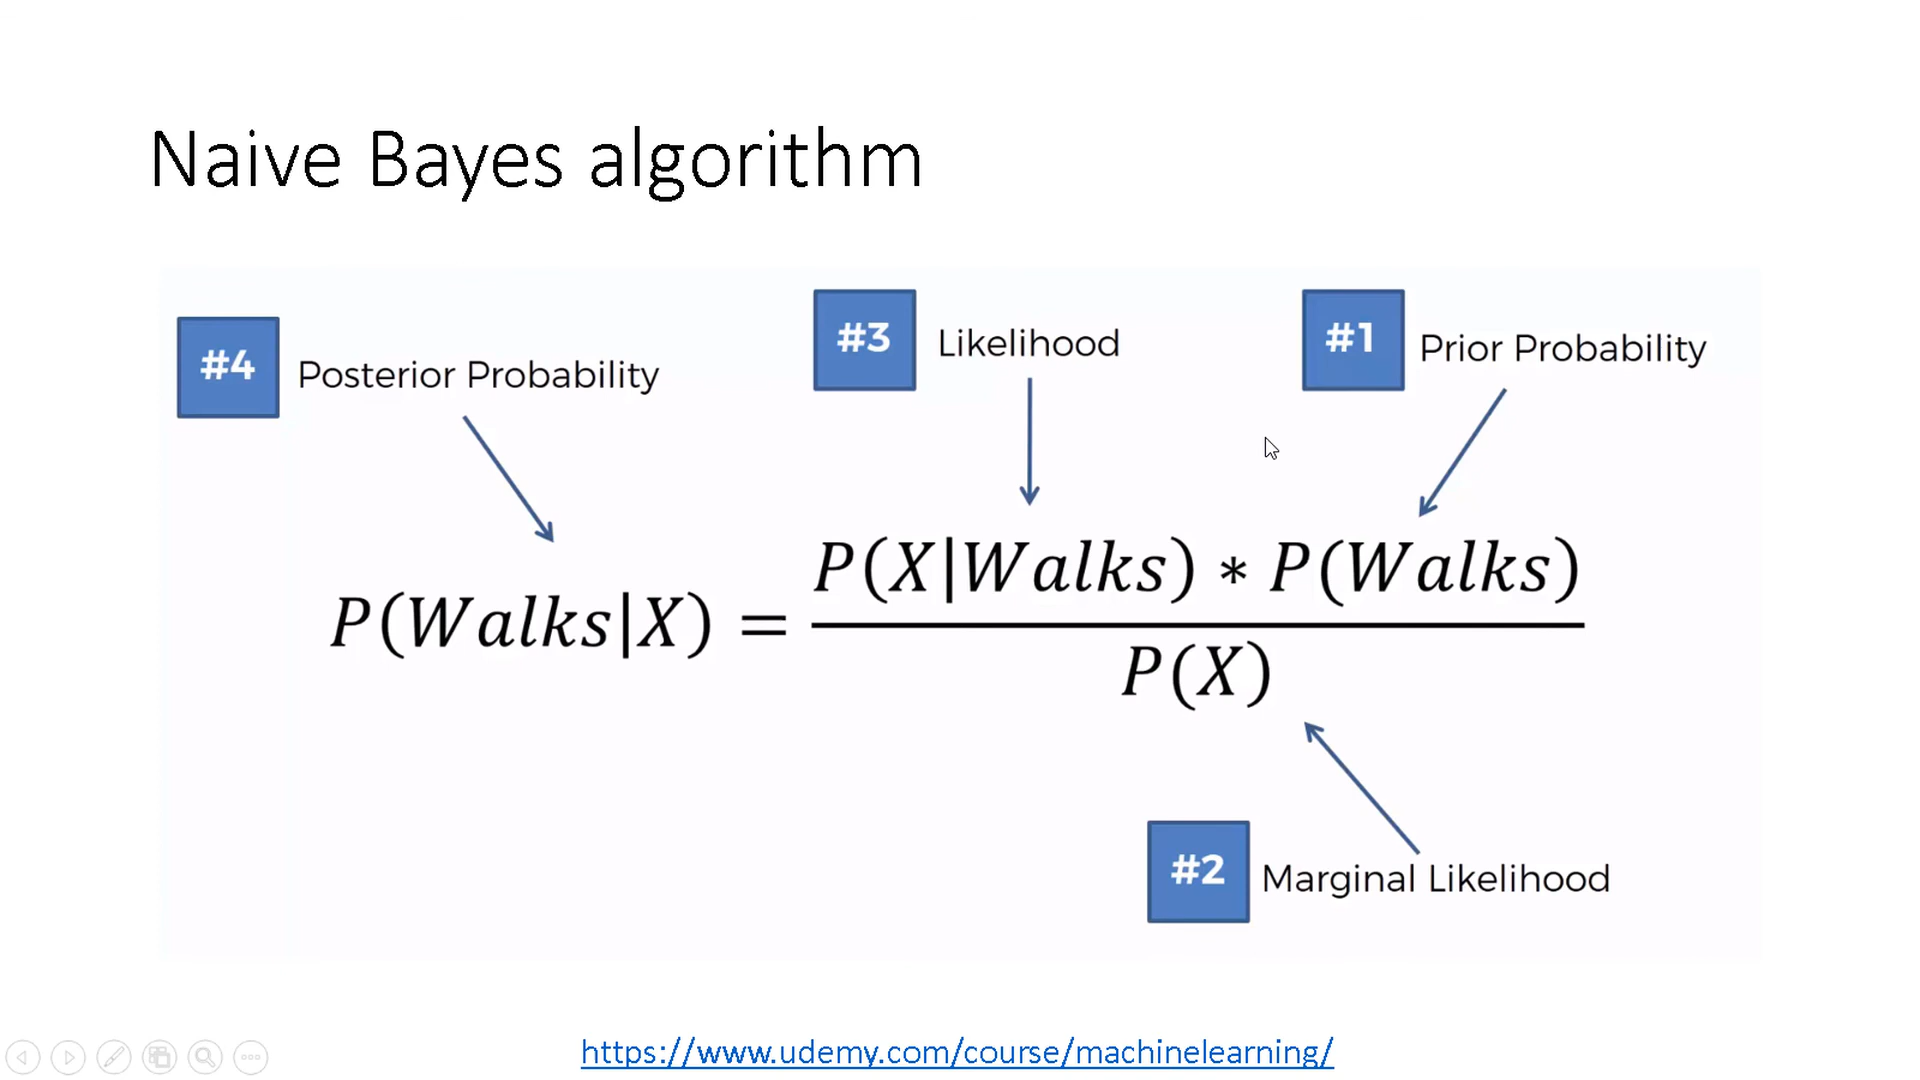 Naive Bayes algorithm
#4 Posterior Probability
#3 Likelihood
#1 Prior Probability
P(Walks|X) = P(X|Walks) * P(Walks)
P(X)
#2 Marginal Likelihood
https://www.udemy.com/course/machinelearning/